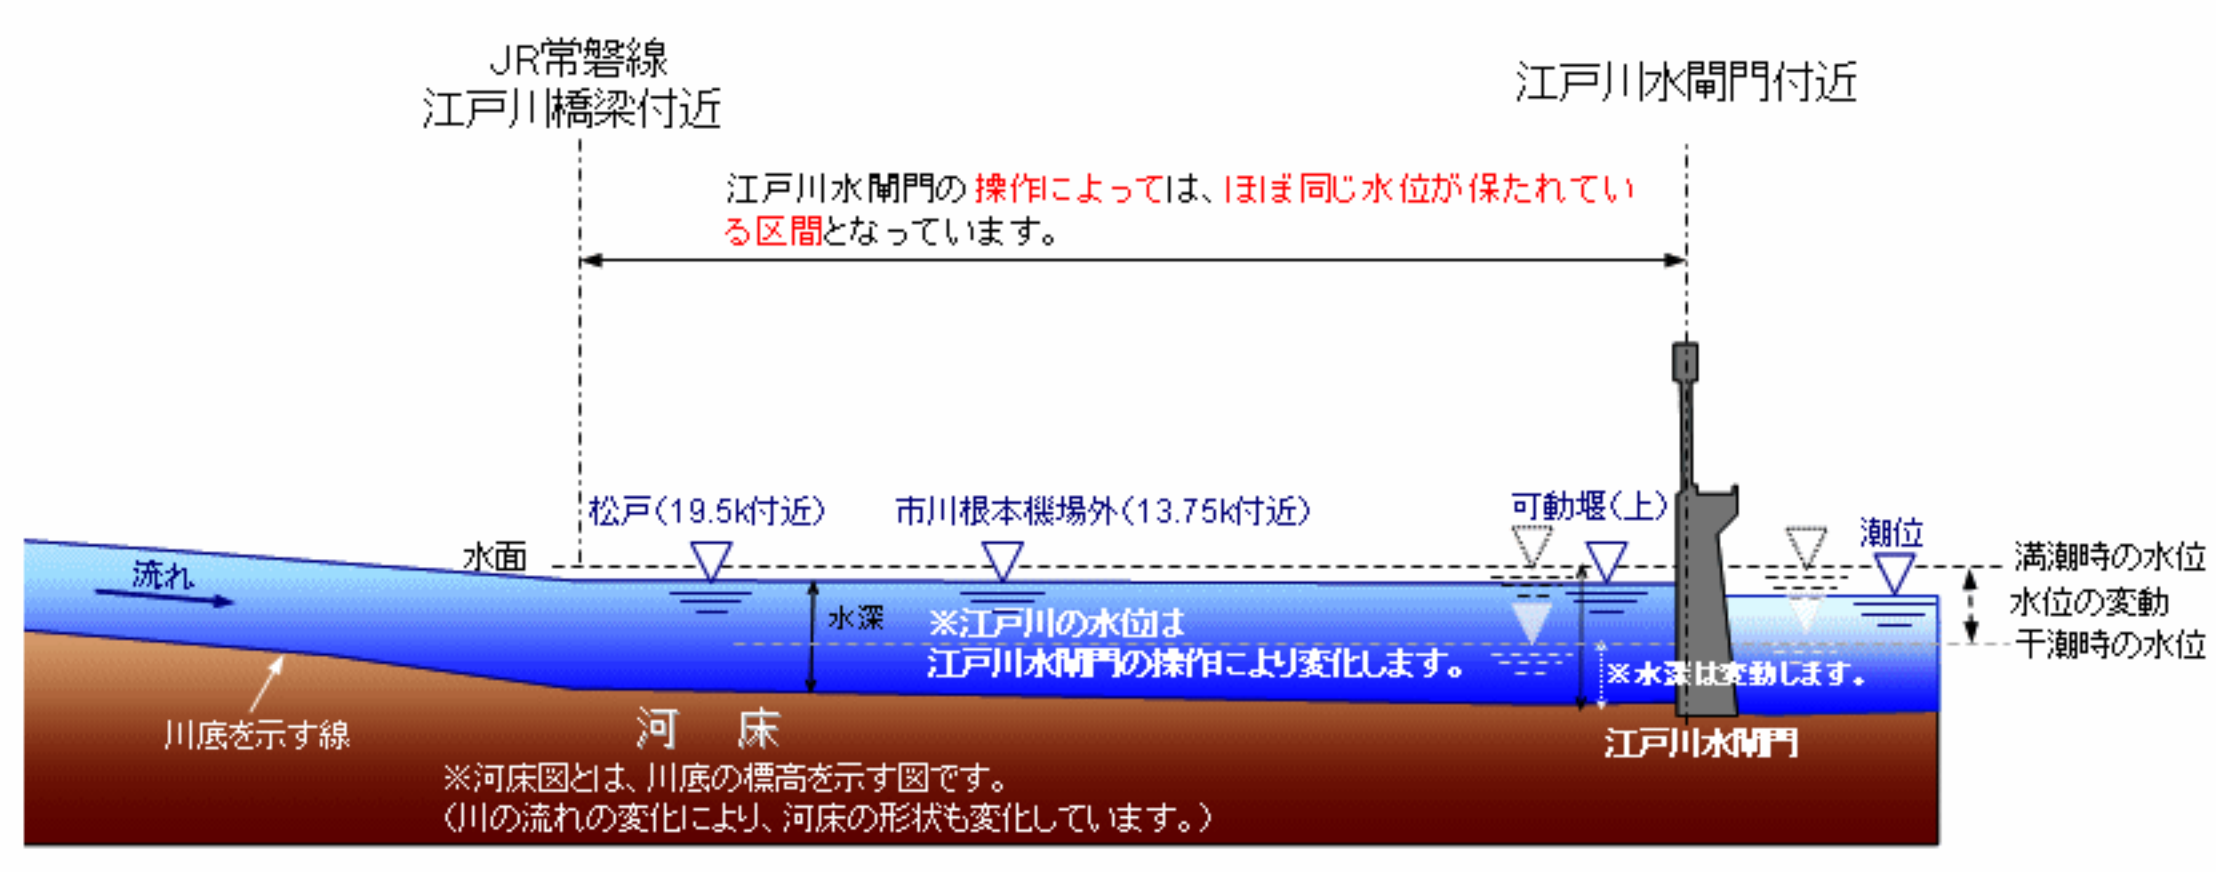 JR常磐線
江戸川橋梁付近
江戸川水閘門付近
江戸川水閘門の操作によっては、ほぼ同じ水位が保たれてい
る区間となっています。
松戸(19.5k付近)
市川根本機場外(13.75k付近)
可動堰(上)
潮位
水面
満潮時の水位
水位の変動
干潮時の水位
流れ
水深
※江戸川の水位は
江戸川水閘門の操作により変化します。
※水深は変動します。
川底を示す線
河 床
江戸川水閘門
※河床図とは、川底の標高を示す図です。
(川の流れの変化により、河床の形状も変化しています。)